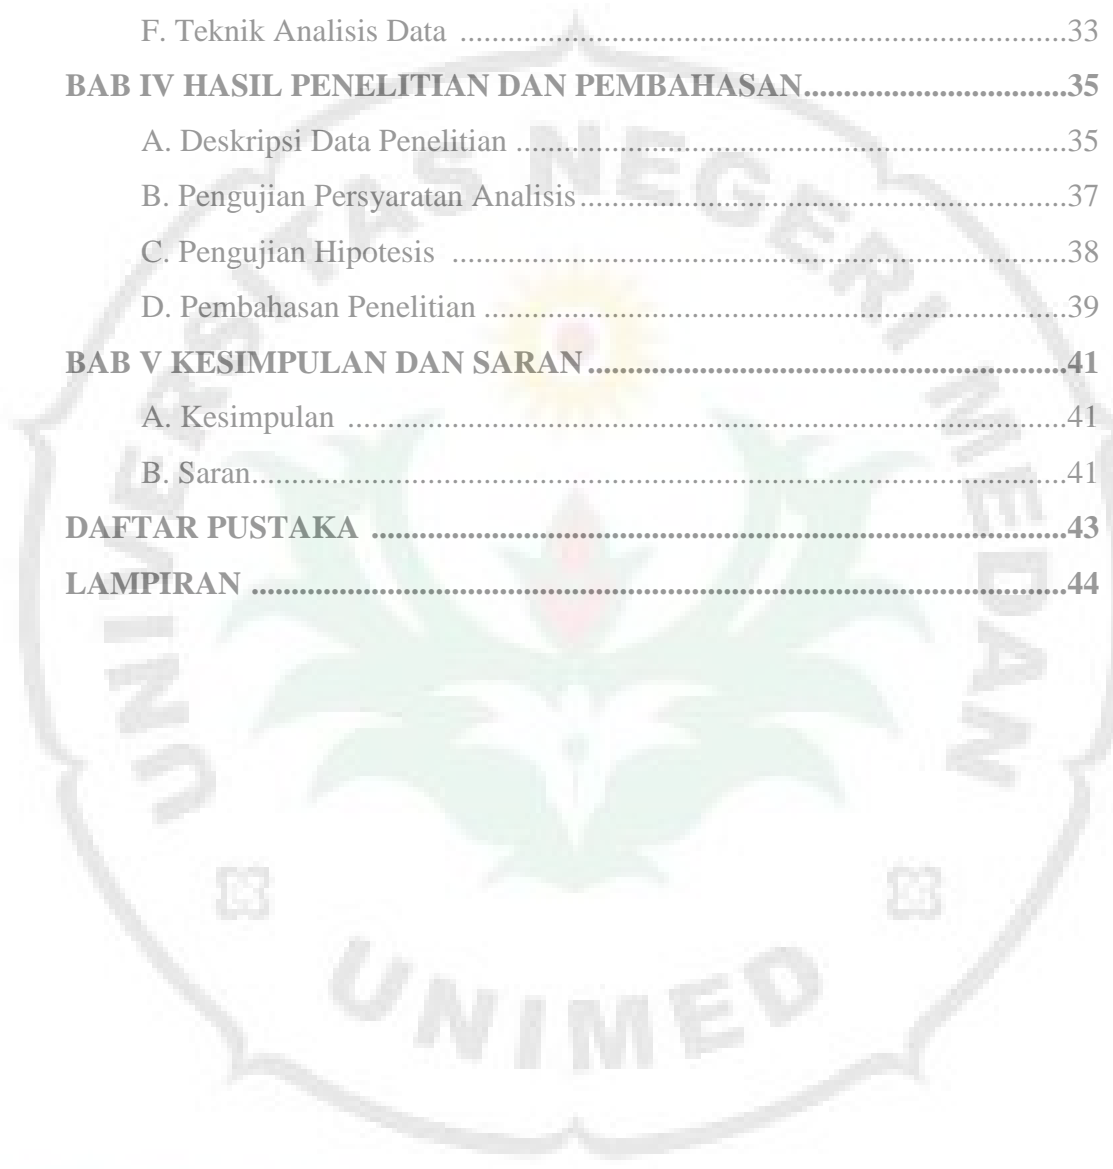 F. Teknik Analisis Data ................................................................................33
BAB IV HASIL PENELITIAN DAN PEMBAHASAN.................................35
A. Deskripsi Data Penelitian .........................................................................35
B. Pengujian Persyaratan Analisis.................................................................37
C. Pengujian Hipotesis .................................................................................38
D. Pembahasan Penelitian .............................................................................39
BAB V KESIMPULAN DAN SARAN............................................................41
A. Kesimpulan ..............................................................................................41
B. Saran..........................................................................................................41
DAFTAR PUSTAKA .......................................................................................43
LAMPIRAN ......................................................................................................44
UNIVERSITAS NEGERI MEDAN
UNIMED